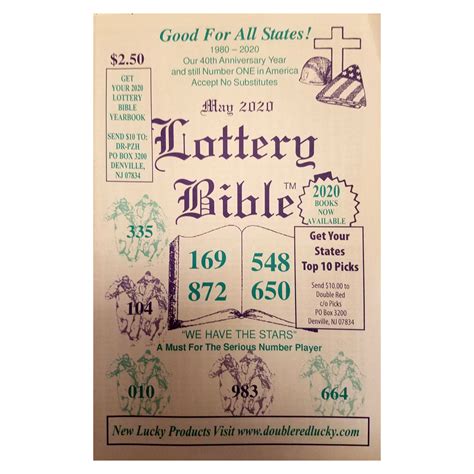 Good For All States!
1980 – 2020
Our 40th Anniversary Year
and still Number ONE in America
Accept No Substitutes
$2.50
GET
YOUR 2020
LOTTERY
BIBLE
YEARBOOK
SEND $10 TO:
DR-PZH
PO BOX 3200
DENVILLE,
NJ 07834
May 2020
Lottery
Bible™
2020
BOOKS
NOW
AVAILABLE
335
169 548
872 650
Get Your
States
Top 10 Picks
Send $10.00 to
Double Red
c/o Picks
PO Box 3200
Denville, NJ 07834
104
"WE HAVE THE STARS"
A Must For The Serious Number Player
010
983
664
New Lucky Products Visit www.doubleredlucky.com